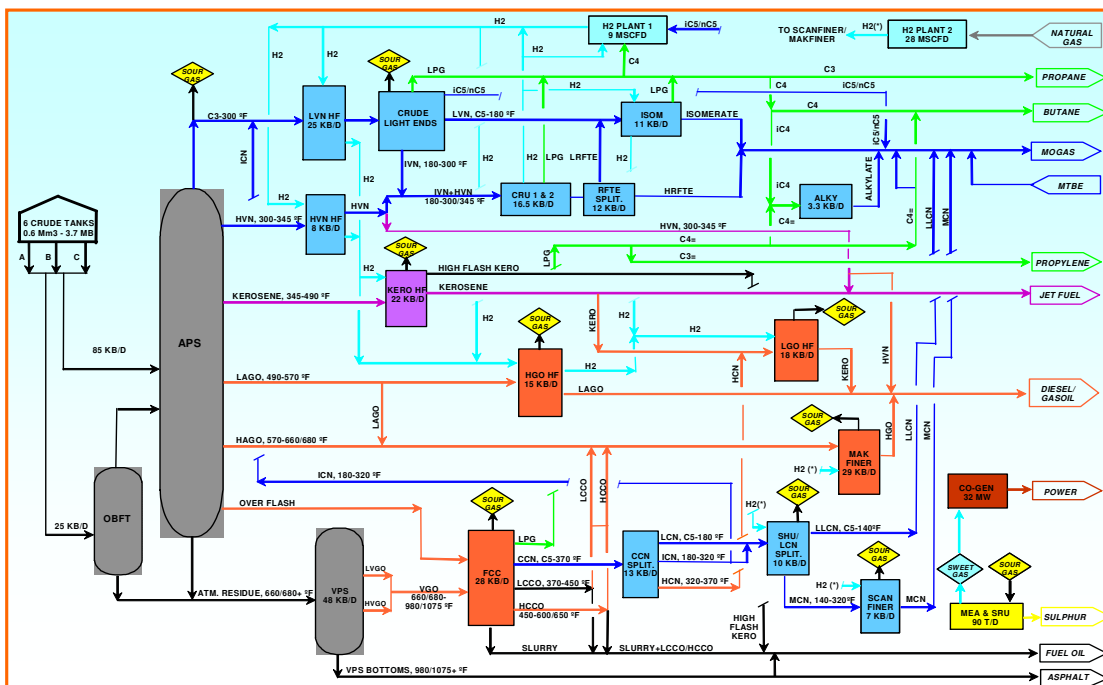 H2
iC5/nC5
H2 PLANT 1
9 MSCFD
TO SCANFINER/
MAKFINER
H2(*)
H2 PLANT 2
28 MSCFD
NATURAL
GAS
H2
H2
H2
H2
C4
SOUR
GAS
SOUR
GAS
LPG
LPG
C3
PROPANE
H2
iC5/nC5
iC5/nC5
C4
C4
BUTANE
C3-300 ºF
LVN HF
25 KB/D
CRUDE
LIGHT ENDS
LVN, C5-180 ºF
ISOM
11 KB/D
ISOMERATE
iC4
iC5/nC5
MOGAS
ICN
IVN, 180-300 ºF
H2
H2
LPG
LRFTE
H2
H2
MTBE
IVN+HVN
180-300/345 ºF
CRU 1 & 2
16.5 KB/D
RFTE
SPLIT.
12 KB/D
HRFTE
iC4
ALKY
3.3 KB/D
ALKYLATE
C4=
6 CRUDE TANKS
0.6 Mm3 - 3.7 MB
A
B
C
HVN, 300-345 ºF
HVN HF
8 KB/D
HVN
HVN, 300-345 ºF
C4=
C4=
LLCN
MCN
H2
SOUR
GAS
HIGH FLASH KERO
LPG
C3=
PROPYLENE
KEROSENE, 345-490 ºF
KERO HF
22 KB/D
KEROSENE
JET FUEL
APS
H2
SOUR
GAS
KERO
H2
H2
SOUR
GAS
LGO HF
18 KB/D
85 KB/D
HGO HF
15 KB/D
H2
HCN
KERO
HVN
LAGO, 490-570 ºF
LAGO
DIESEL/
GASOIL
LAGO
SOUR
GAS
HAGO, 570-660/680 ºF
MAK
FINER
29 KB/D
HGO
LLCN
MCN
OBFT
25 KB/D
ICN, 180-320 ºF
LCCO
HCCO
H2 (*)
CO-GEN
32 MW
POWER
OVER FLASH
SOUR
GAS
SOUR
GAS
H2(*)
LPG
CCN, C5-370 ºF
FCC
28 KB/D
CCN
SPLIT.
13 KB/D
LCN, C5-180 ºF
ICN, 180-320 ºF
SHU/
LCN
SPLIT.
10 KB/D
LLCN, C5-140ºF
SOUR
GAS
SWEET
GAS
SOUR
GAS
VPS
48 KB/D
LVGO
HVGO
VGO
660/680-
980/1075 ºF
LCCO, 370-450 ºF
HCCO
450-600/650 ºF
HCN, 320-370 ºF
H2 (*)
MCN, 140-320ºF
SCAN
FINER
7 KB/D
MCN
MEA & SRU
90 T/D
SULPHUR
ATM. RESIDUE, 660/680+ ºF
HIGH
FLASH
KERO
SLURRY
SLURRY+LCCO/HCCO
FUEL OIL
VPS BOTTOMS, 980/1075+ ºF
ASPHALT